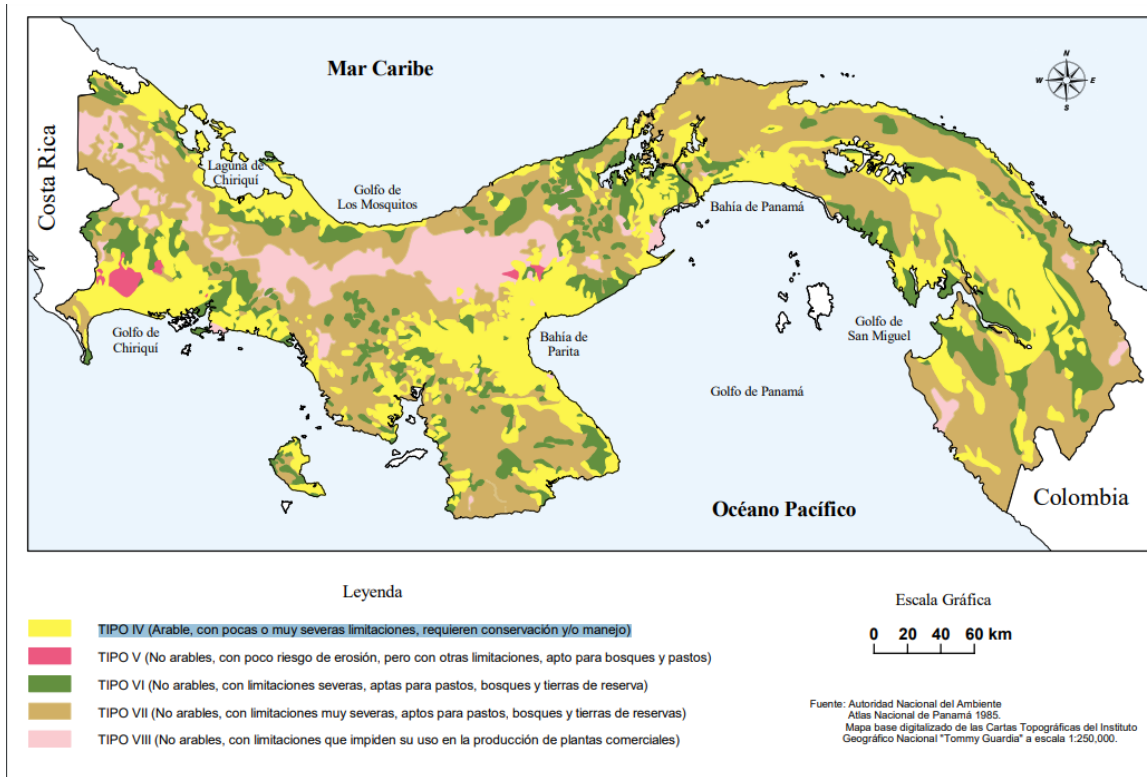 Mar Caribe
N
W
E
S
Costa Rica
Laguna de
Chiriquí
Golfo de
Los Mosquitos
Bahía de Panamá
Golfo de
Chiriquí
Bahía de
Parita
Golfo de
San Miguel
Golfo de Panamá
Océano Pacífico
Colombia
Leyenda
TIPO IV (Arable, con pocas o muy severas limitaciones, requieren conservación y/o manejo)
TIPO V (No arables, con poco riesgo de erosión, pero con otras limitaciones, apto para bosques y pastos)
TIPO VI (No arables, con limitaciones severas, aptas para pastos, bosques y tierras de reserva)
TIPO VII (No arables, con limitaciones muy severas, aptos para pastos, bosques y tierras de reservas)
TIPO VIII (No arables, con limitaciones que impiden su uso en la producción de plantas comerciales)
Escala Gráfica
0 20 40 60 km
Fuente: Autoridad Nacional del Ambiente
Atlas Nacional de Panamá 1985.
Mapa base digitalizado de las Cartas Topográficas del Instituto
Geográfico Nacional "Tommy Guardia" a escala 1:250,000.